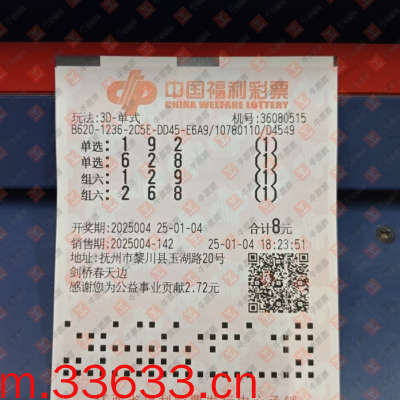 中国福利彩票
CHINA WELFARE LOTTERY
玩法:3D-单式 机号:36080515
B620-1236-2C5E-DD45-E6A9/10780110/D4549
单选: 1 9 2 (1)
单选: 6 2 8 (1)
组六: 1 2 9 (1)
组六: 2 6 8 (1)
开奖期:2025004 25-01-04 合计8元
销售期:2025004-142 25-01-04 18:23:51
地址:抚州市黎川县玉湖路20号
剑桥春天边
感谢您为公益事业贡献2.72元
m.33633.cn